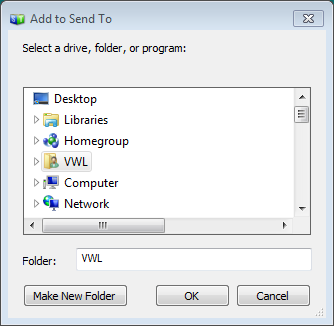 Add to Send To
Select a drive, folder, or program:
Desktop
Libraries
Homegroup
VWL
Computer
Network
Folder: VWL
Make New Folder OK Cancel